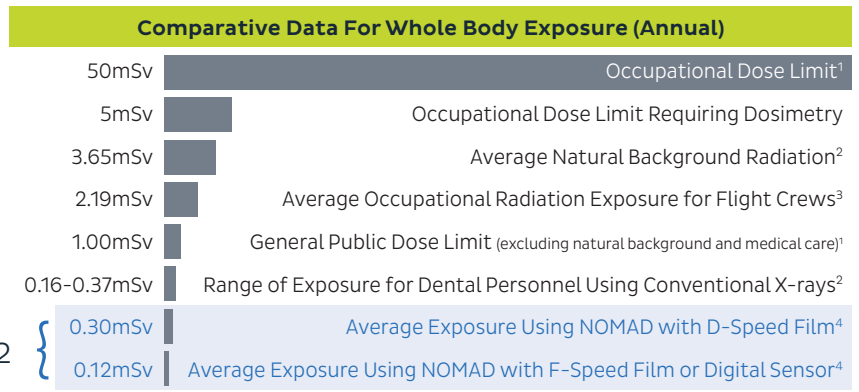 Comparative Data For Whole Body Exposure (Annual)
50mSv Occupational Dose Limit¹
5mSv Occupational Dose Limit Requiring Dosimetry
3.65mSv Average Natural Background Radiation²
2.19mSv Average Occupational Radiation Exposure for Flight Crews³
1.00mSv General Public Dose Limit (excluding natural background and medical care)¹
0.16-0.37mSv Range of Exposure for Dental Personnel Using Conventional X-rays²
0.30mSv Average Exposure Using NOMAD with D-Speed Film⁴
2
0.12mSv Average Exposure Using NOMAD with F-Speed Film or Digital Sensor⁴